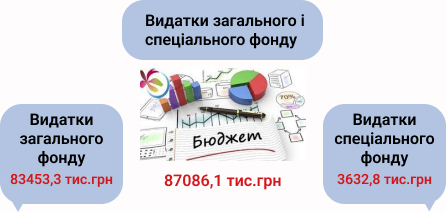 Видатки загального і
спеціального фонду
Видатки
загального
фонду
83453,3 тис.грн
70%
Бюджет
87086,1 тис.грн
Видатки
спеціального
фонду
3632,8 тис.грн